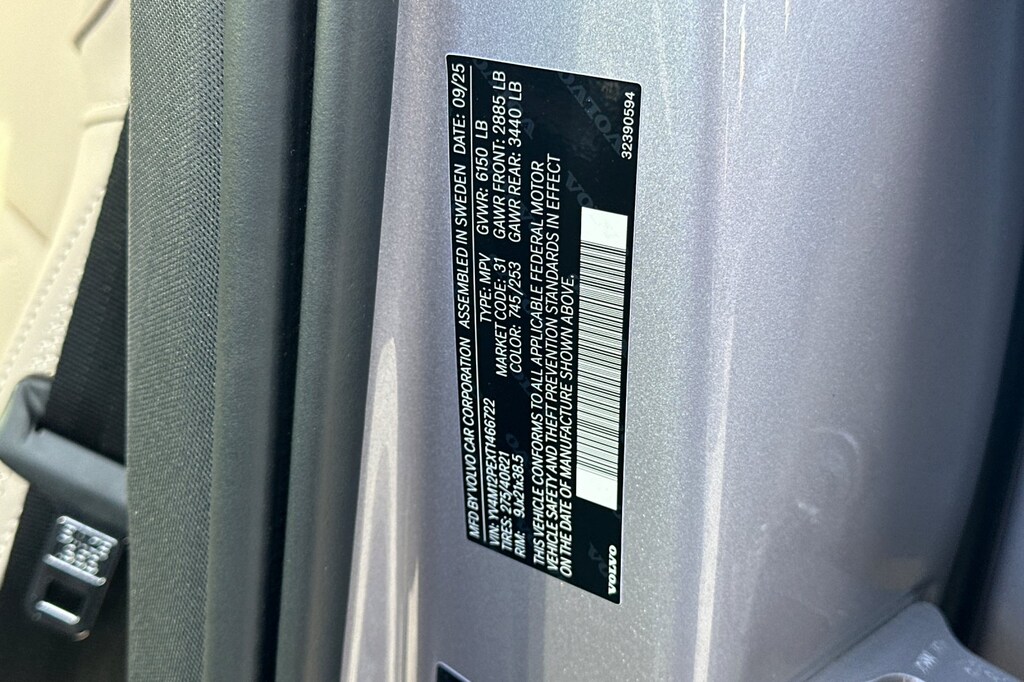 MFD BY VOLVO CAR CORPORATION ASSEMBLED IN SWEDEN DATE: 09/25
VIN: YV4M12PEXT1466722 TYPE: MPV GVWR: 6150 LB
TIRES: 275/40R21 MARKET CODE: 31 GAWR FRONT: 2885 LB
RIM: 9Jx21x38.5 COLOR: 745/253 GAWR REAR: 3440 LB
THIS VEHICLE CONFORMS TO ALL APPLICABLE FEDERAL MOTOR
VEHICLE SAFETY AND THEFT PREVENTION STANDARDS IN EFFECT
ON THE DATE OF MANUFACTURE SHOWN ABOVE.
VOLVO 32390594